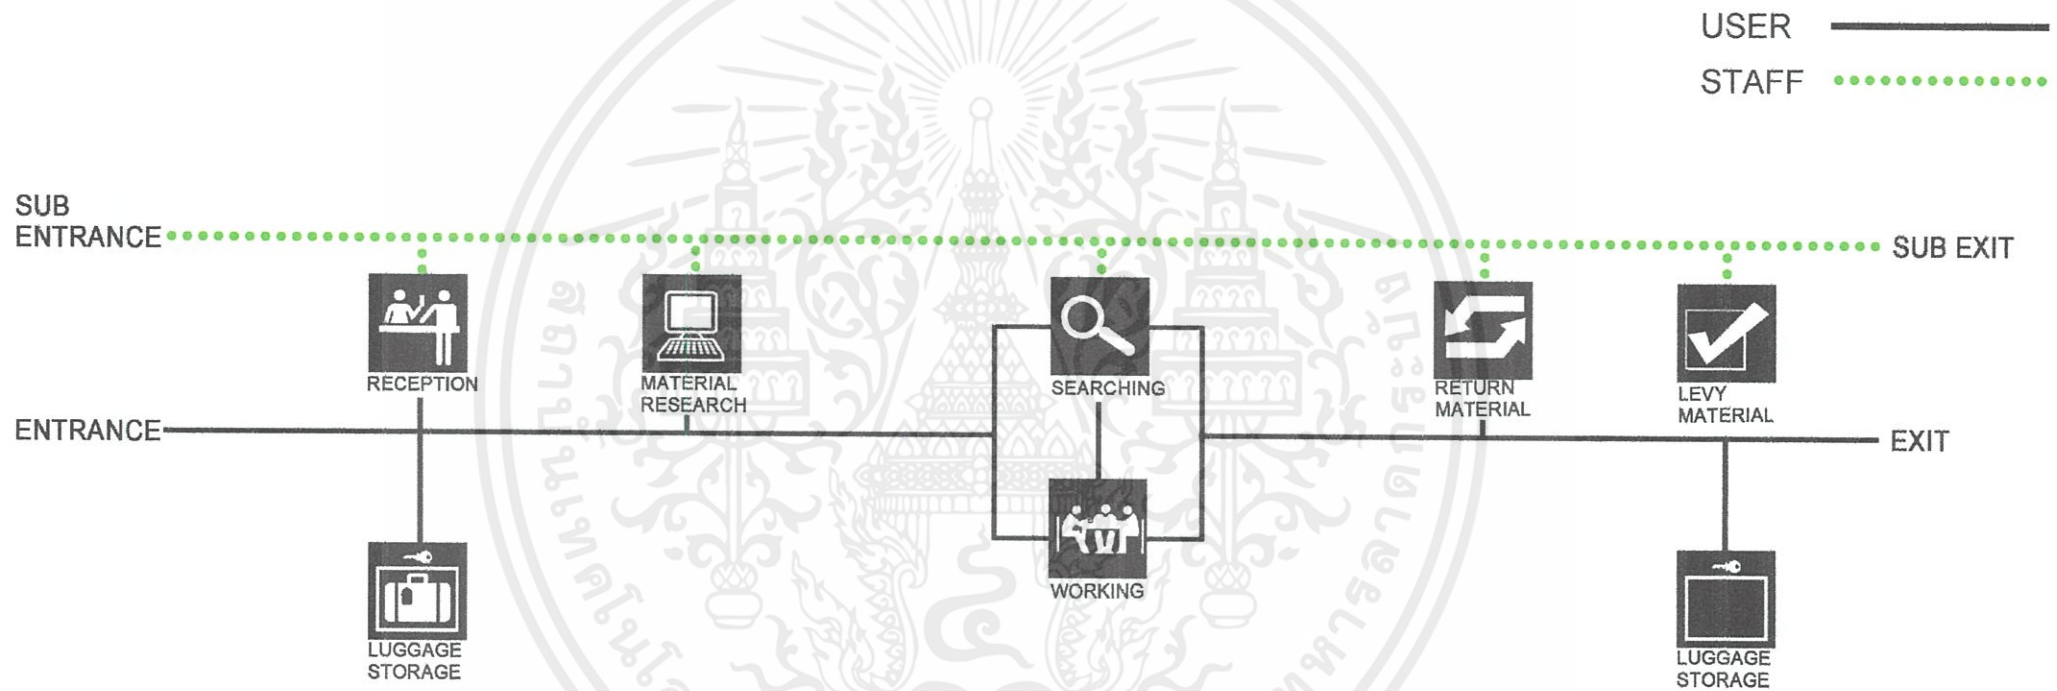 USER
STAFF
SUB
ENTRANCE
SUB EXIT
RECEPTION
MATERIAL
RESEARCH
SEARCHING
RETURN
MATERIAL
LEVY
MATERIAL
ENTRANCE
EXIT
WORKING
LUGGAGE
STORAGE
LUGGAGE
STORAGE